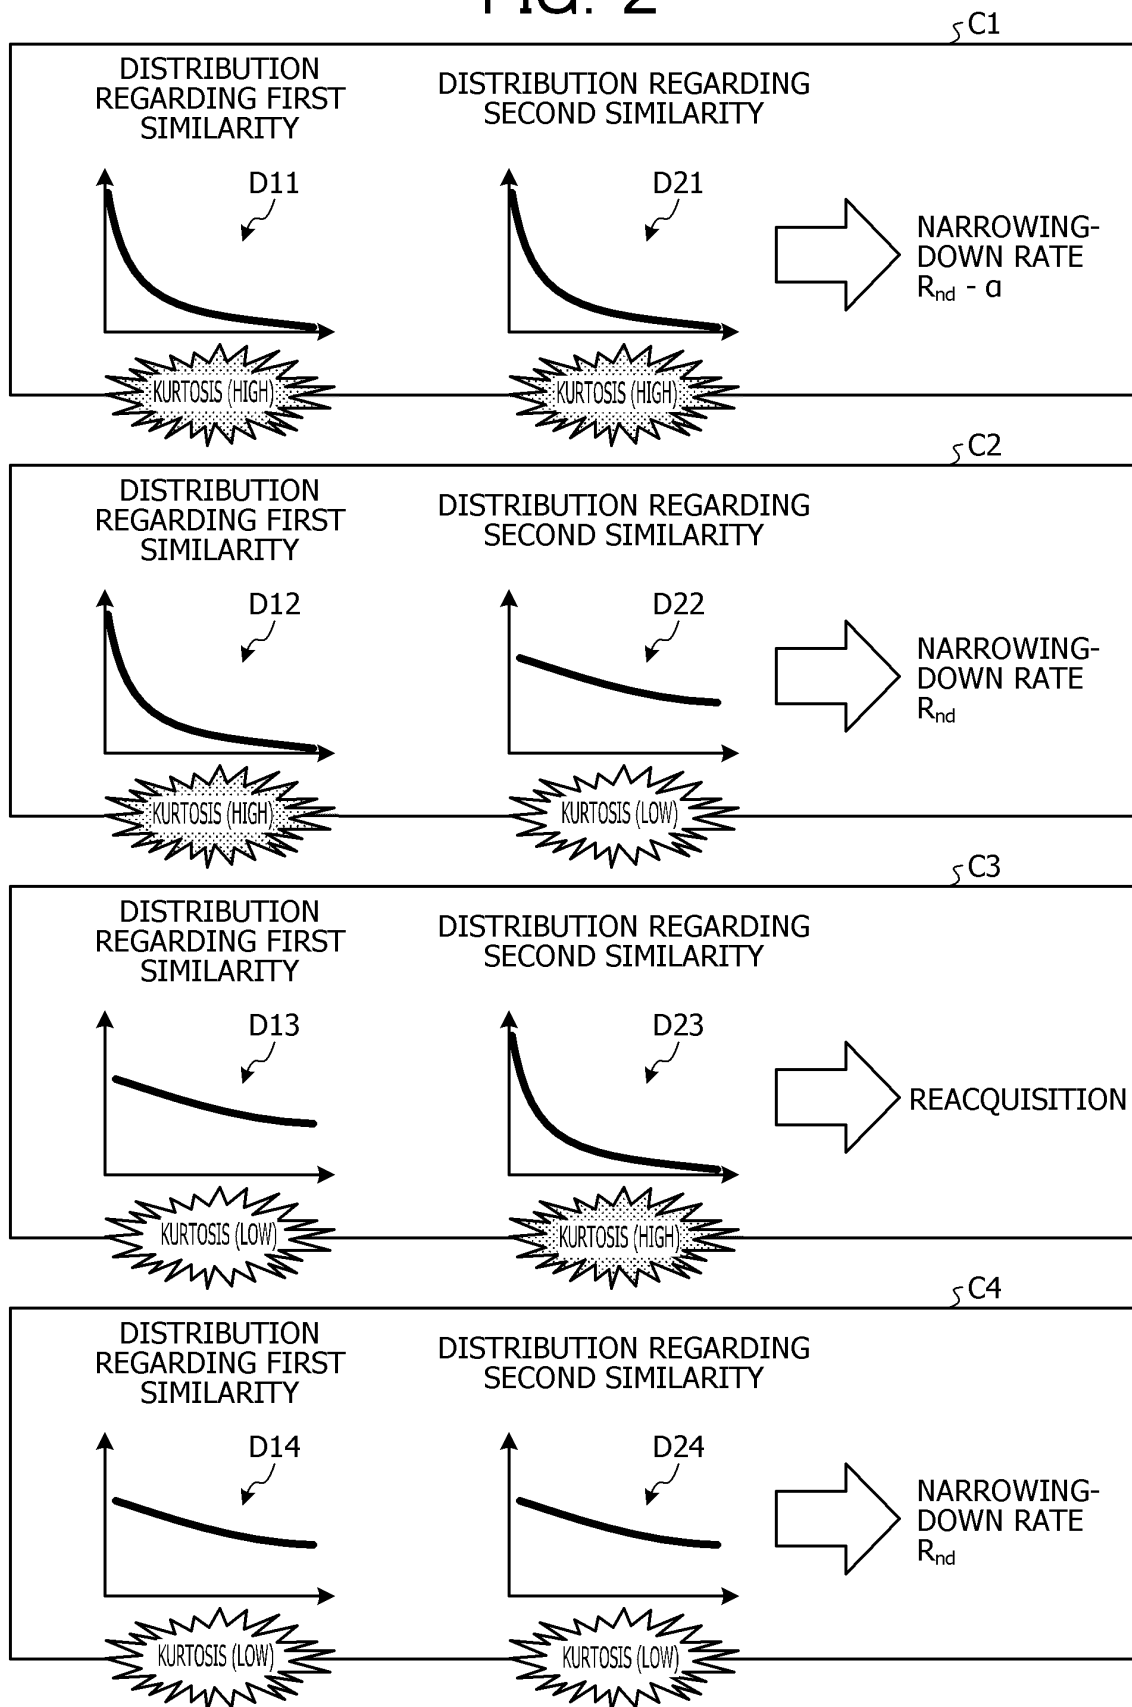 FIG. 2
C1
DISTRIBUTION
REGARDING FIRST
SIMILARITY
DISTRIBUTION REGARDING
SECOND SIMILARITY
D11
D21
NARROWING-
DOWN RATE
Rnd - α
KURTOSIS (HIGH)
KURTOSIS (HIGH)
C2
DISTRIBUTION
REGARDING FIRST
SIMILARITY
DISTRIBUTION REGARDING
SECOND SIMILARITY
D12
D22
NARROWING-
DOWN RATE
Rnd
KURTOSIS (HIGH)
KURTOSIS (LOW)
C3
DISTRIBUTION
REGARDING FIRST
SIMILARITY
DISTRIBUTION REGARDING
SECOND SIMILARITY
D13
D23
REACQUISITION
KURTOSIS (LOW)
KURTOSIS (HIGH)
C4
DISTRIBUTION
REGARDING FIRST
SIMILARITY
DISTRIBUTION REGARDING
SECOND SIMILARITY
D14
D24
NARROWING-
DOWN RATE
Rnd
KURTOSIS (LOW)
KURTOSIS (LOW)